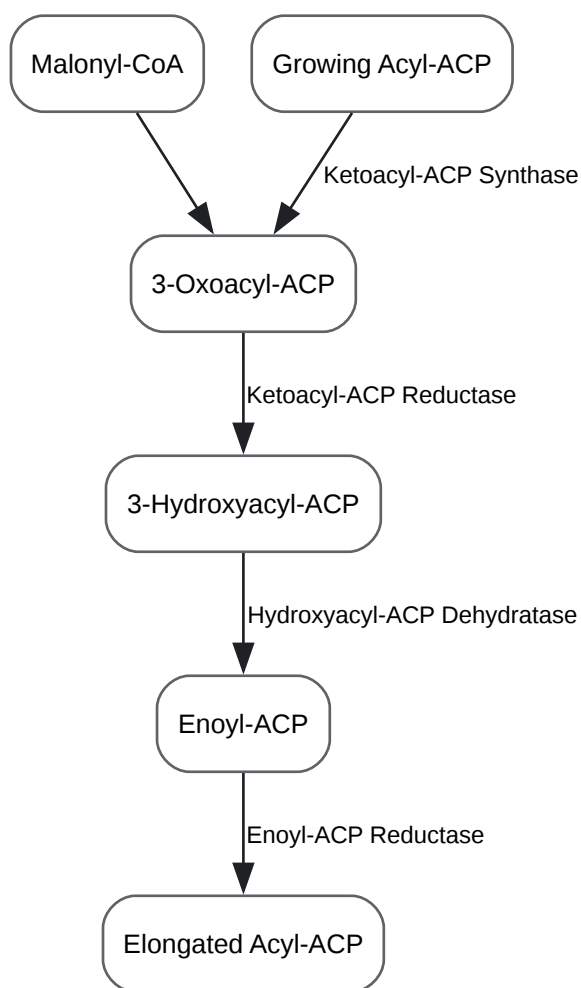 Malonyl-CoA
Growing Acyl-ACP
Ketoacyl-ACP Synthase
3-Oxoacyl-ACP
Ketoacyl-ACP Reductase
3-Hydroxyacyl-ACP
Hydroxyacyl-ACP Dehydratase
Enoyl-ACP
Enoyl-ACP Reductase
Elongated Acyl-ACP